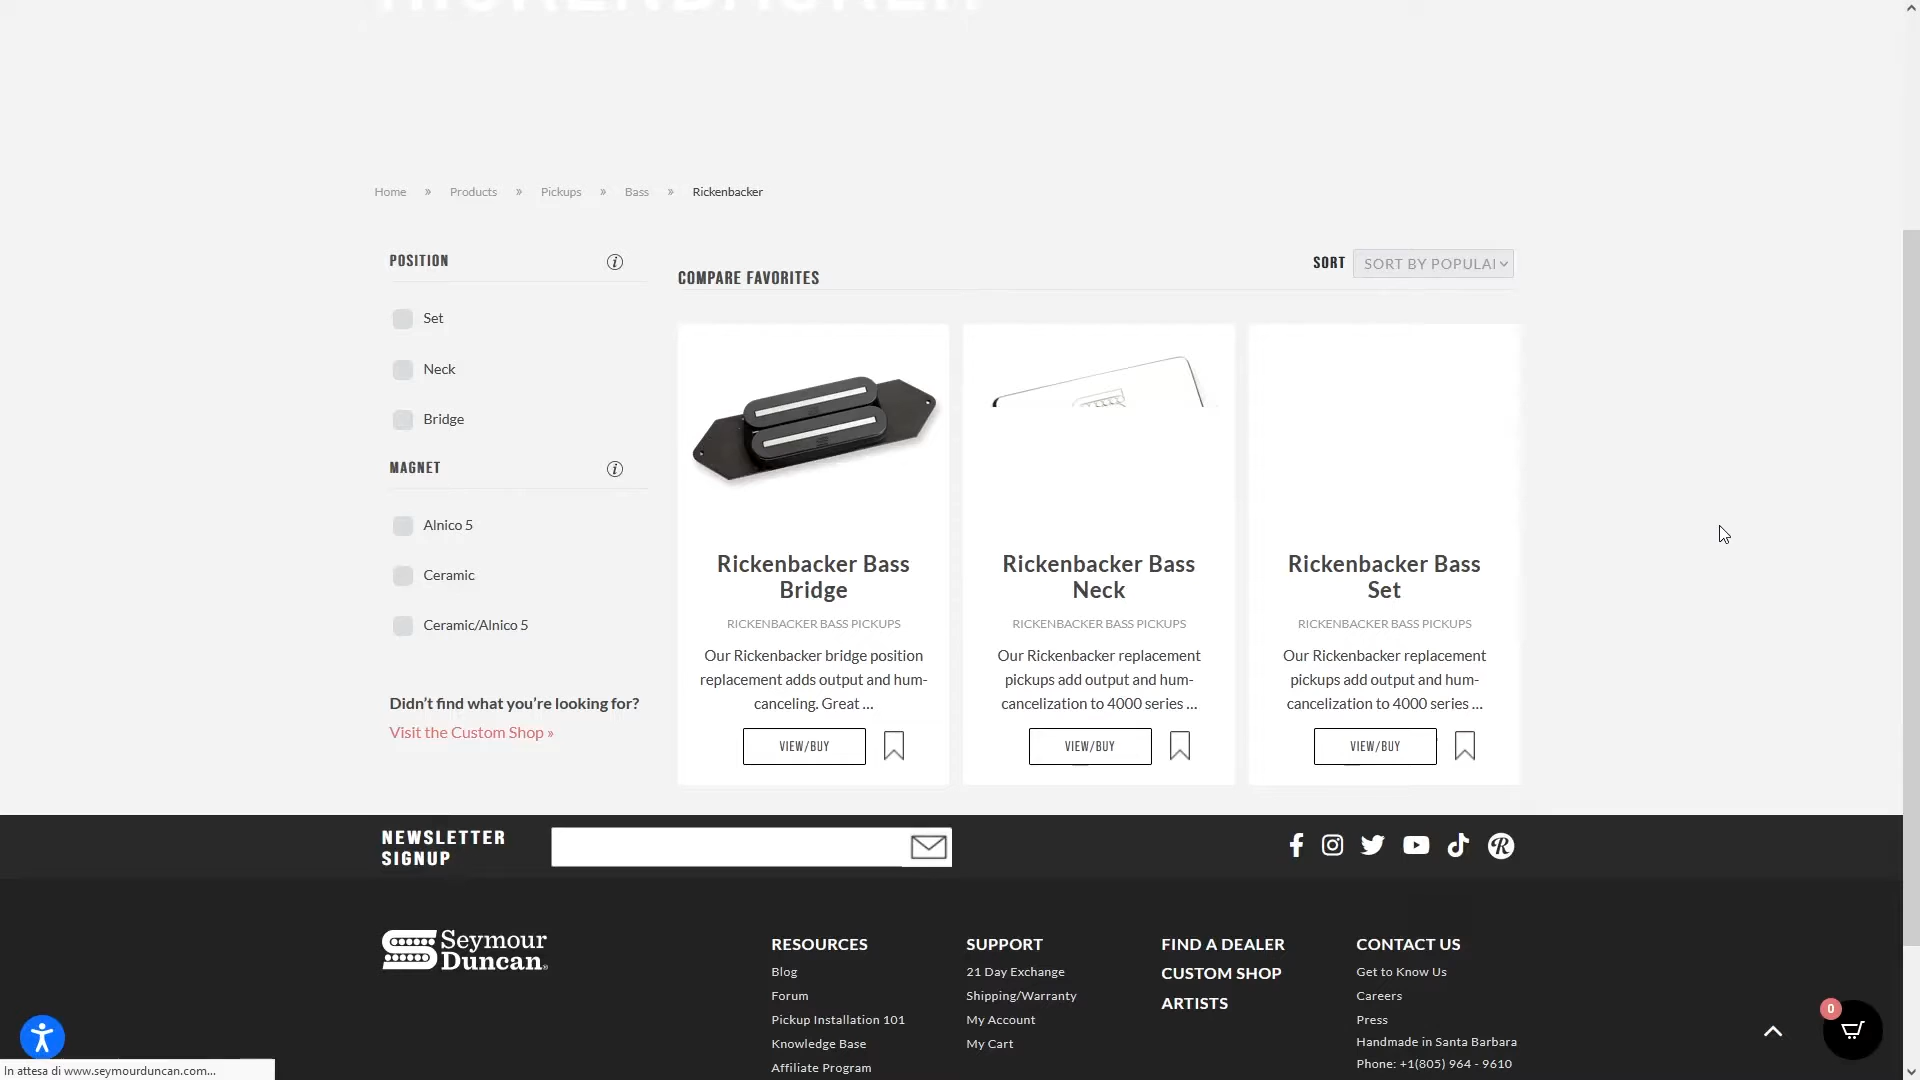 RICKENBACKER
Home » Products » Pickups » Bass » Rickenbacker
POSITION
Set
Neck
Bridge
MAGNET
Alnico 5
Ceramic
Ceramic/Alnico 5
Didn't find what you're looking for?
Visit the Custom Shop »
COMPARE FAVORITES
SORT SORT BY POPULAI
Rickenbacker Bass
Bridge
RICKENBACKER BASS PICKUPS
Our Rickenbacker bridge position
replacement adds output and hum-
canceling. Great ...
VIEW/BUY
Rickenbacker Bass
Neck
RICKENBACKER BASS PICKUPS
Our Rickenbacker replacement
pickups add output and hum-
cancelization to 4000 series ...
VIEW/BUY
Rickenbacker Bass
Set
RICKENBACKER BASS PICKUPS
Our Rickenbacker replacement
pickups add output and hum-
cancelization to 4000 series ...
VIEW/BUY
NEWSLETTER
SIGNUP
Seymour
Duncan®
RESOURCES
Blog
Forum
Pickup Installation 101
Knowledge Base
Affiliate Program
SUPPORT
21 Day Exchange
Shipping/Warranty
My Account
My Cart
FIND A DEALER
CUSTOM SHOP
ARTISTS
CONTACT US
Get to Know Us
Careers
Press
Handmade in Santa Barbara
Phone: +1(805) 964 - 9610
0
In attesa di www.seymourduncan.com...